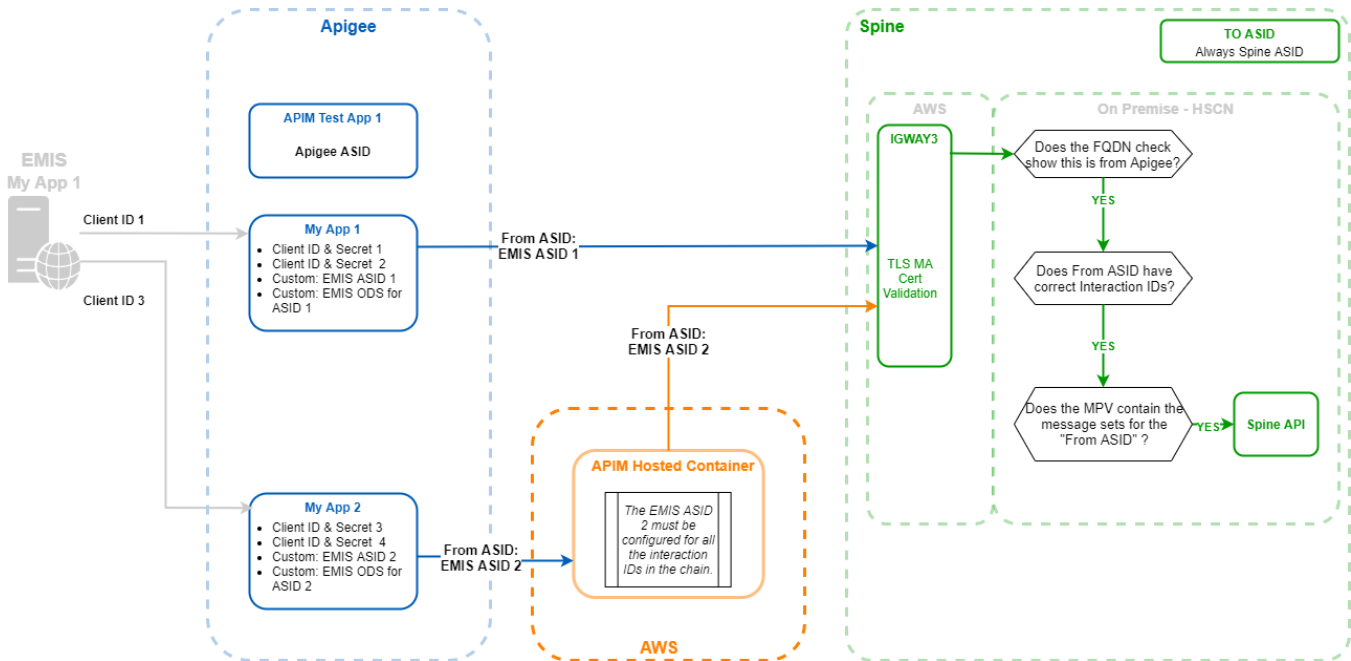 Apigee
Spine
TO ASID
Always Spine ASID
AWS
On Premise - HSCN
APIM Test App 1
Apigee ASID
IGWAY3
Does the FQDN check
show this is from Apigee?
EMIS
My App 1
YES
Client ID 1
My App 1
Client ID & Secret 1
Client ID & Secret 2
Custom: EMIS ASID 1
Custom: EMIS ODS for
ASID 1
From ASID:
EMIS ASID 1
TLS MA
Cert
Validation
Does From ASID have
correct Interaction IDs?
Client ID 3
From ASID:
EMIS ASID 2
YES
Does the MPV contain the
message sets for the
"From ASID" ?
YES
Spine API
APIM Hosted Container
The EMIS ASID
2 must be
configured for all
the interaction
IDs in the chain.
My App 2
Client ID & Secret 3
Client ID & Secret 4
Custom: EMIS ASID 2
Custom: EMIS ODS for
ASID 2
From ASID:
EMIS ASID 2
AWS